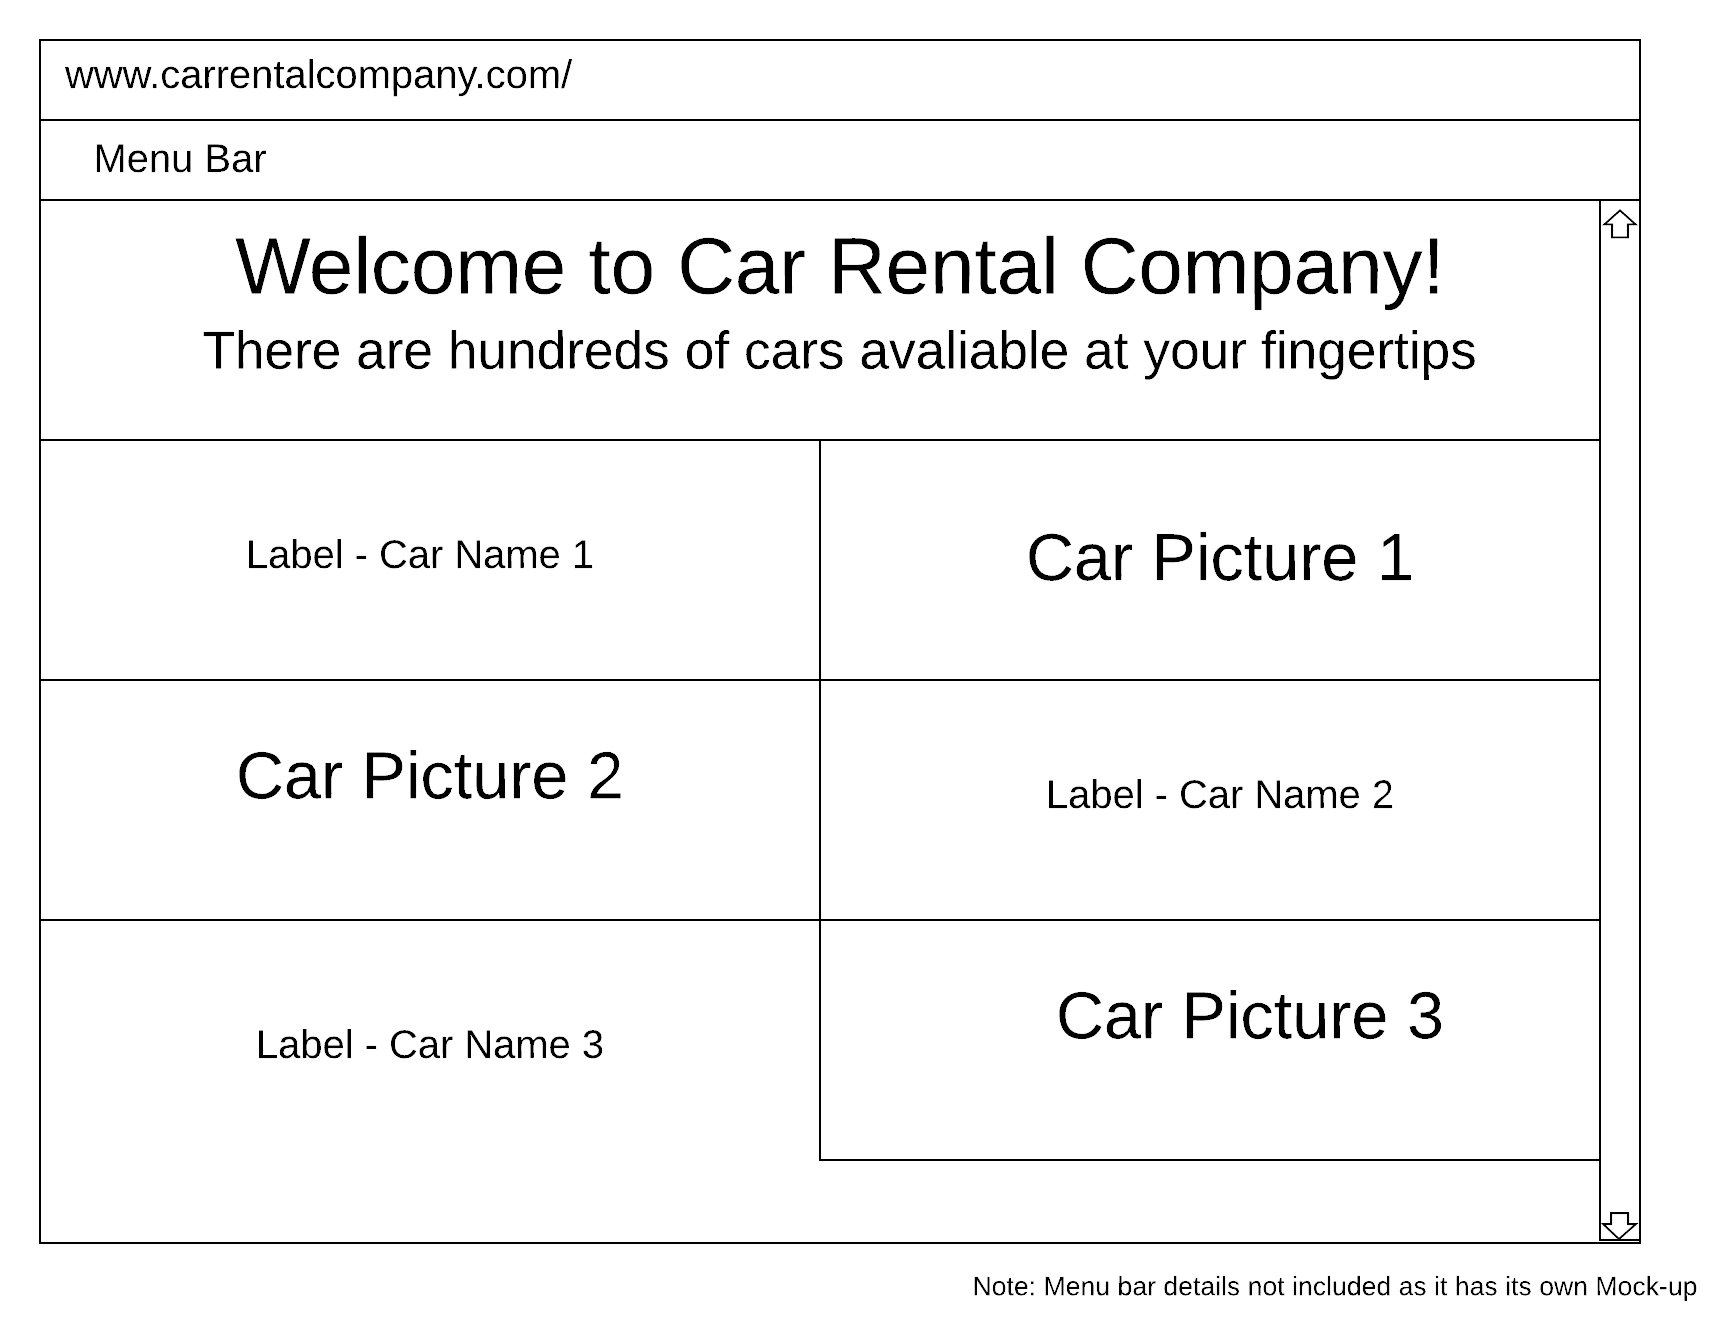 www.carrentalcompany.com/
Menu Bar
Welcome to Car Rental Company!
There are hundreds of cars avaliable at your fingertips
Label - Car Name 1
Car Picture 1
Car Picture 2
Label - Car Name 2
Label - Car Name 3
Car Picture 3
Note: Menu bar details not included as it has its own Mock-up